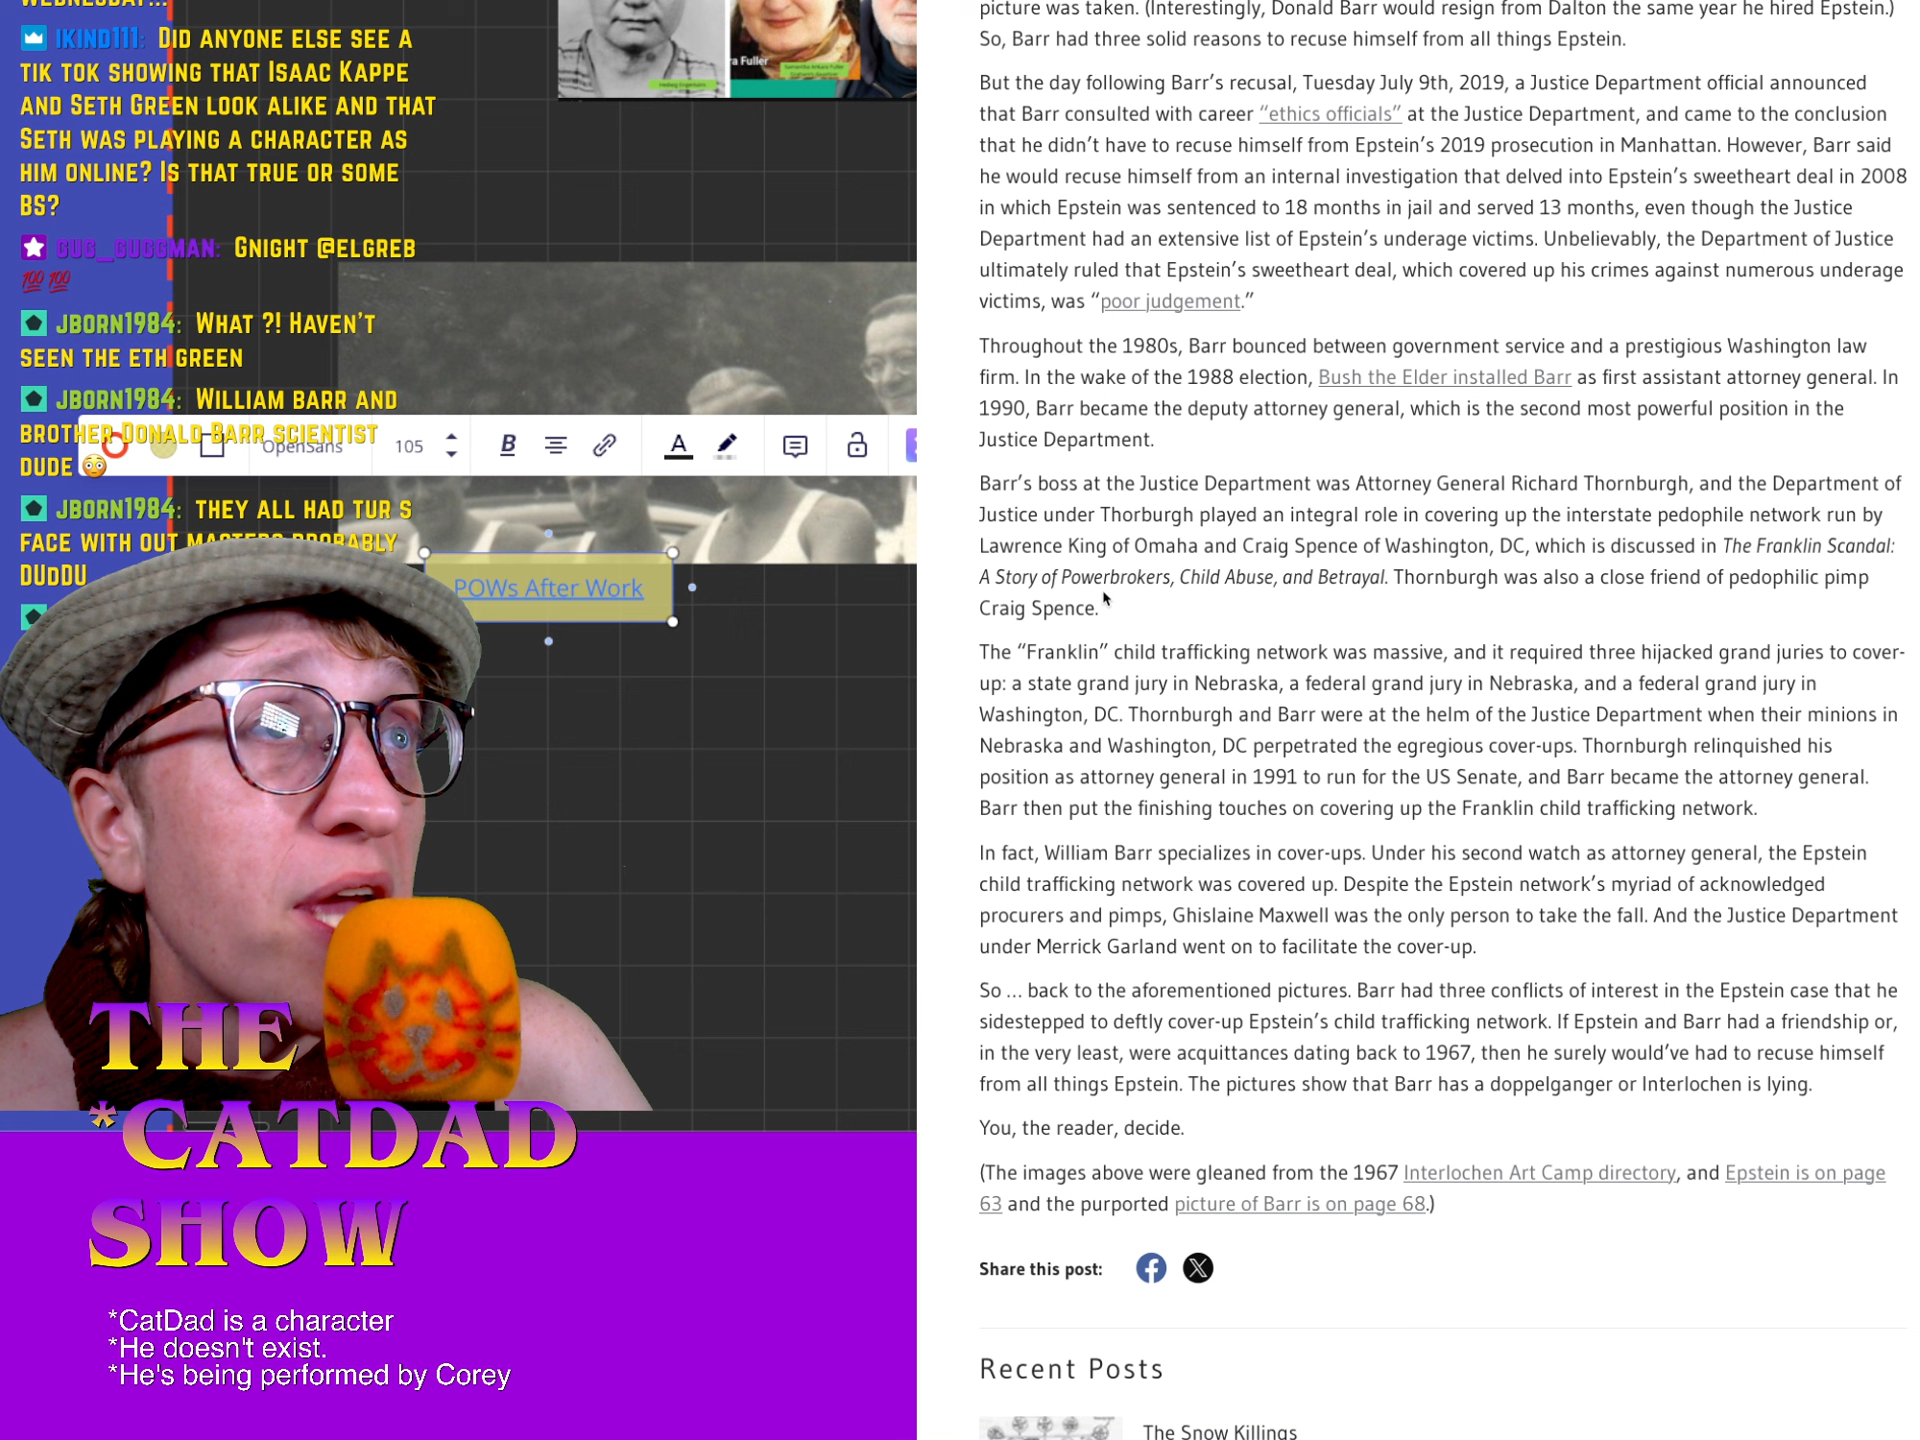 WEDNESDAY...
IKIND111: DID ANYONE ELSE SEE A
TIK TOK SHOWING THAT ISAAC KAPPE
AND SETH GREEN LOOK ALIKE AND THAT
SETH WAS PLAYING A CHARACTER AS
HIM ONLINE? IS THAT TRUE OR SOME
BS?
GUG_GUGGMAN: GNIGHT @ELGREB
💯 💯
JBORN1984: WHAT ?! HAVEN'T
SEEN THE ETH GREEN
JBORN1984: WILLIAM BARR AND
BROTHER DONALD BARR SCIENTIST
DUDE 😳
JBORN1984: THEY ALL HAD TUR S
FACE WITH OUT MASTERS PROBABLY
DUDDU
ra Fuller
OpenSans
105
B
A
POWs After Work
THE
*CATDAD
SHOW
*CatDad is a character
*He doesn't exist.
*He's being performed by Corey
picture was taken. (Interestingly, Donald Barr would resign from Dalton the same year he hired Epstein.)
So, Barr had three solid reasons to recuse himself from all things Epstein.
But the day following Barr’s recusal, Tuesday July 9th, 2019, a Justice Department official announced
that Barr consulted with career “ethics officials” at the Justice Department, and came to the conclusion
that he didn’t have to recuse himself from Epstein’s 2019 prosecution in Manhattan. However, Barr said
he would recuse himself from an internal investigation that delved into Epstein’s sweetheart deal in 2008
in which Epstein was sentenced to 18 months in jail and served 13 months, even though the Justice
Department had an extensive list of Epstein’s underage victims. Unbelievably, the Department of Justice
ultimately ruled that Epstein’s sweetheart deal, which covered up his crimes against numerous underage
victims, was “poor judgement.”
Throughout the 1980s, Barr bounced between government service and a prestigious Washington law
firm. In the wake of the 1988 election, Bush the Elder installed Barr as first assistant attorney general. In
1990, Barr became the deputy attorney general, which is the second most powerful position in the
Justice Department.
Barr’s boss at the Justice Department was Attorney General Richard Thornburgh, and the Department of
Justice under Thorburgh played an integral role in covering up the interstate pedophile network run by
Lawrence King of Omaha and Craig Spence of Washington, DC, which is discussed in The Franklin Scandal:
A Story of Powerbrokers, Child Abuse, and Betrayal. Thornburgh was also a close friend of pedophilic pimp
Craig Spence.
The “Franklin” child trafficking network was massive, and it required three hijacked grand juries to cover-
up: a state grand jury in Nebraska, a federal grand jury in Nebraska, and a federal grand jury in
Washington, DC. Thornburgh and Barr were at the helm of the Justice Department when their minions in
Nebraska and Washington, DC perpetrated the egregious cover-ups. Thornburgh relinquished his
position as attorney general in 1991 to run for the US Senate, and Barr became the attorney general.
Barr then put the finishing touches on covering up the Franklin child trafficking network.
In fact, William Barr specializes in cover-ups. Under his second watch as attorney general, the Epstein
child trafficking network was covered up. Despite the Epstein network’s myriad of acknowledged
procurers and pimps, Ghislaine Maxwell was the only person to take the fall. And the Justice Department
under Merrick Garland went on to facilitate the cover-up.
So … back to the aforementioned pictures. Barr had three conflicts of interest in the Epstein case that he
sidestepped to deftly cover-up Epstein’s child trafficking network. If Epstein and Barr had a friendship or,
in the very least, were acquittances dating back to 1967, then he surely would’ve had to recuse himself
from all things Epstein. The pictures show that Barr has a doppelganger or Interlochen is lying.
You, the reader, decide.
(The images above were gleaned from the 1967 Interlochen Art Camp directory, and Epstein is on page
63 and the purported picture of Barr is on page 68.)
Share this post:
Recent Posts
The Snow Killings